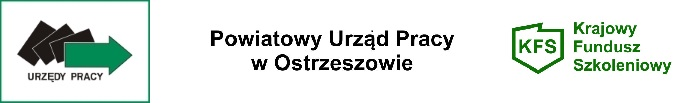 URZĘDY PRACY
Powiatowy Urząd Pracy
w Ostrzeszowie
KFS
Krajowy
Fundusz
Szkoleniowy